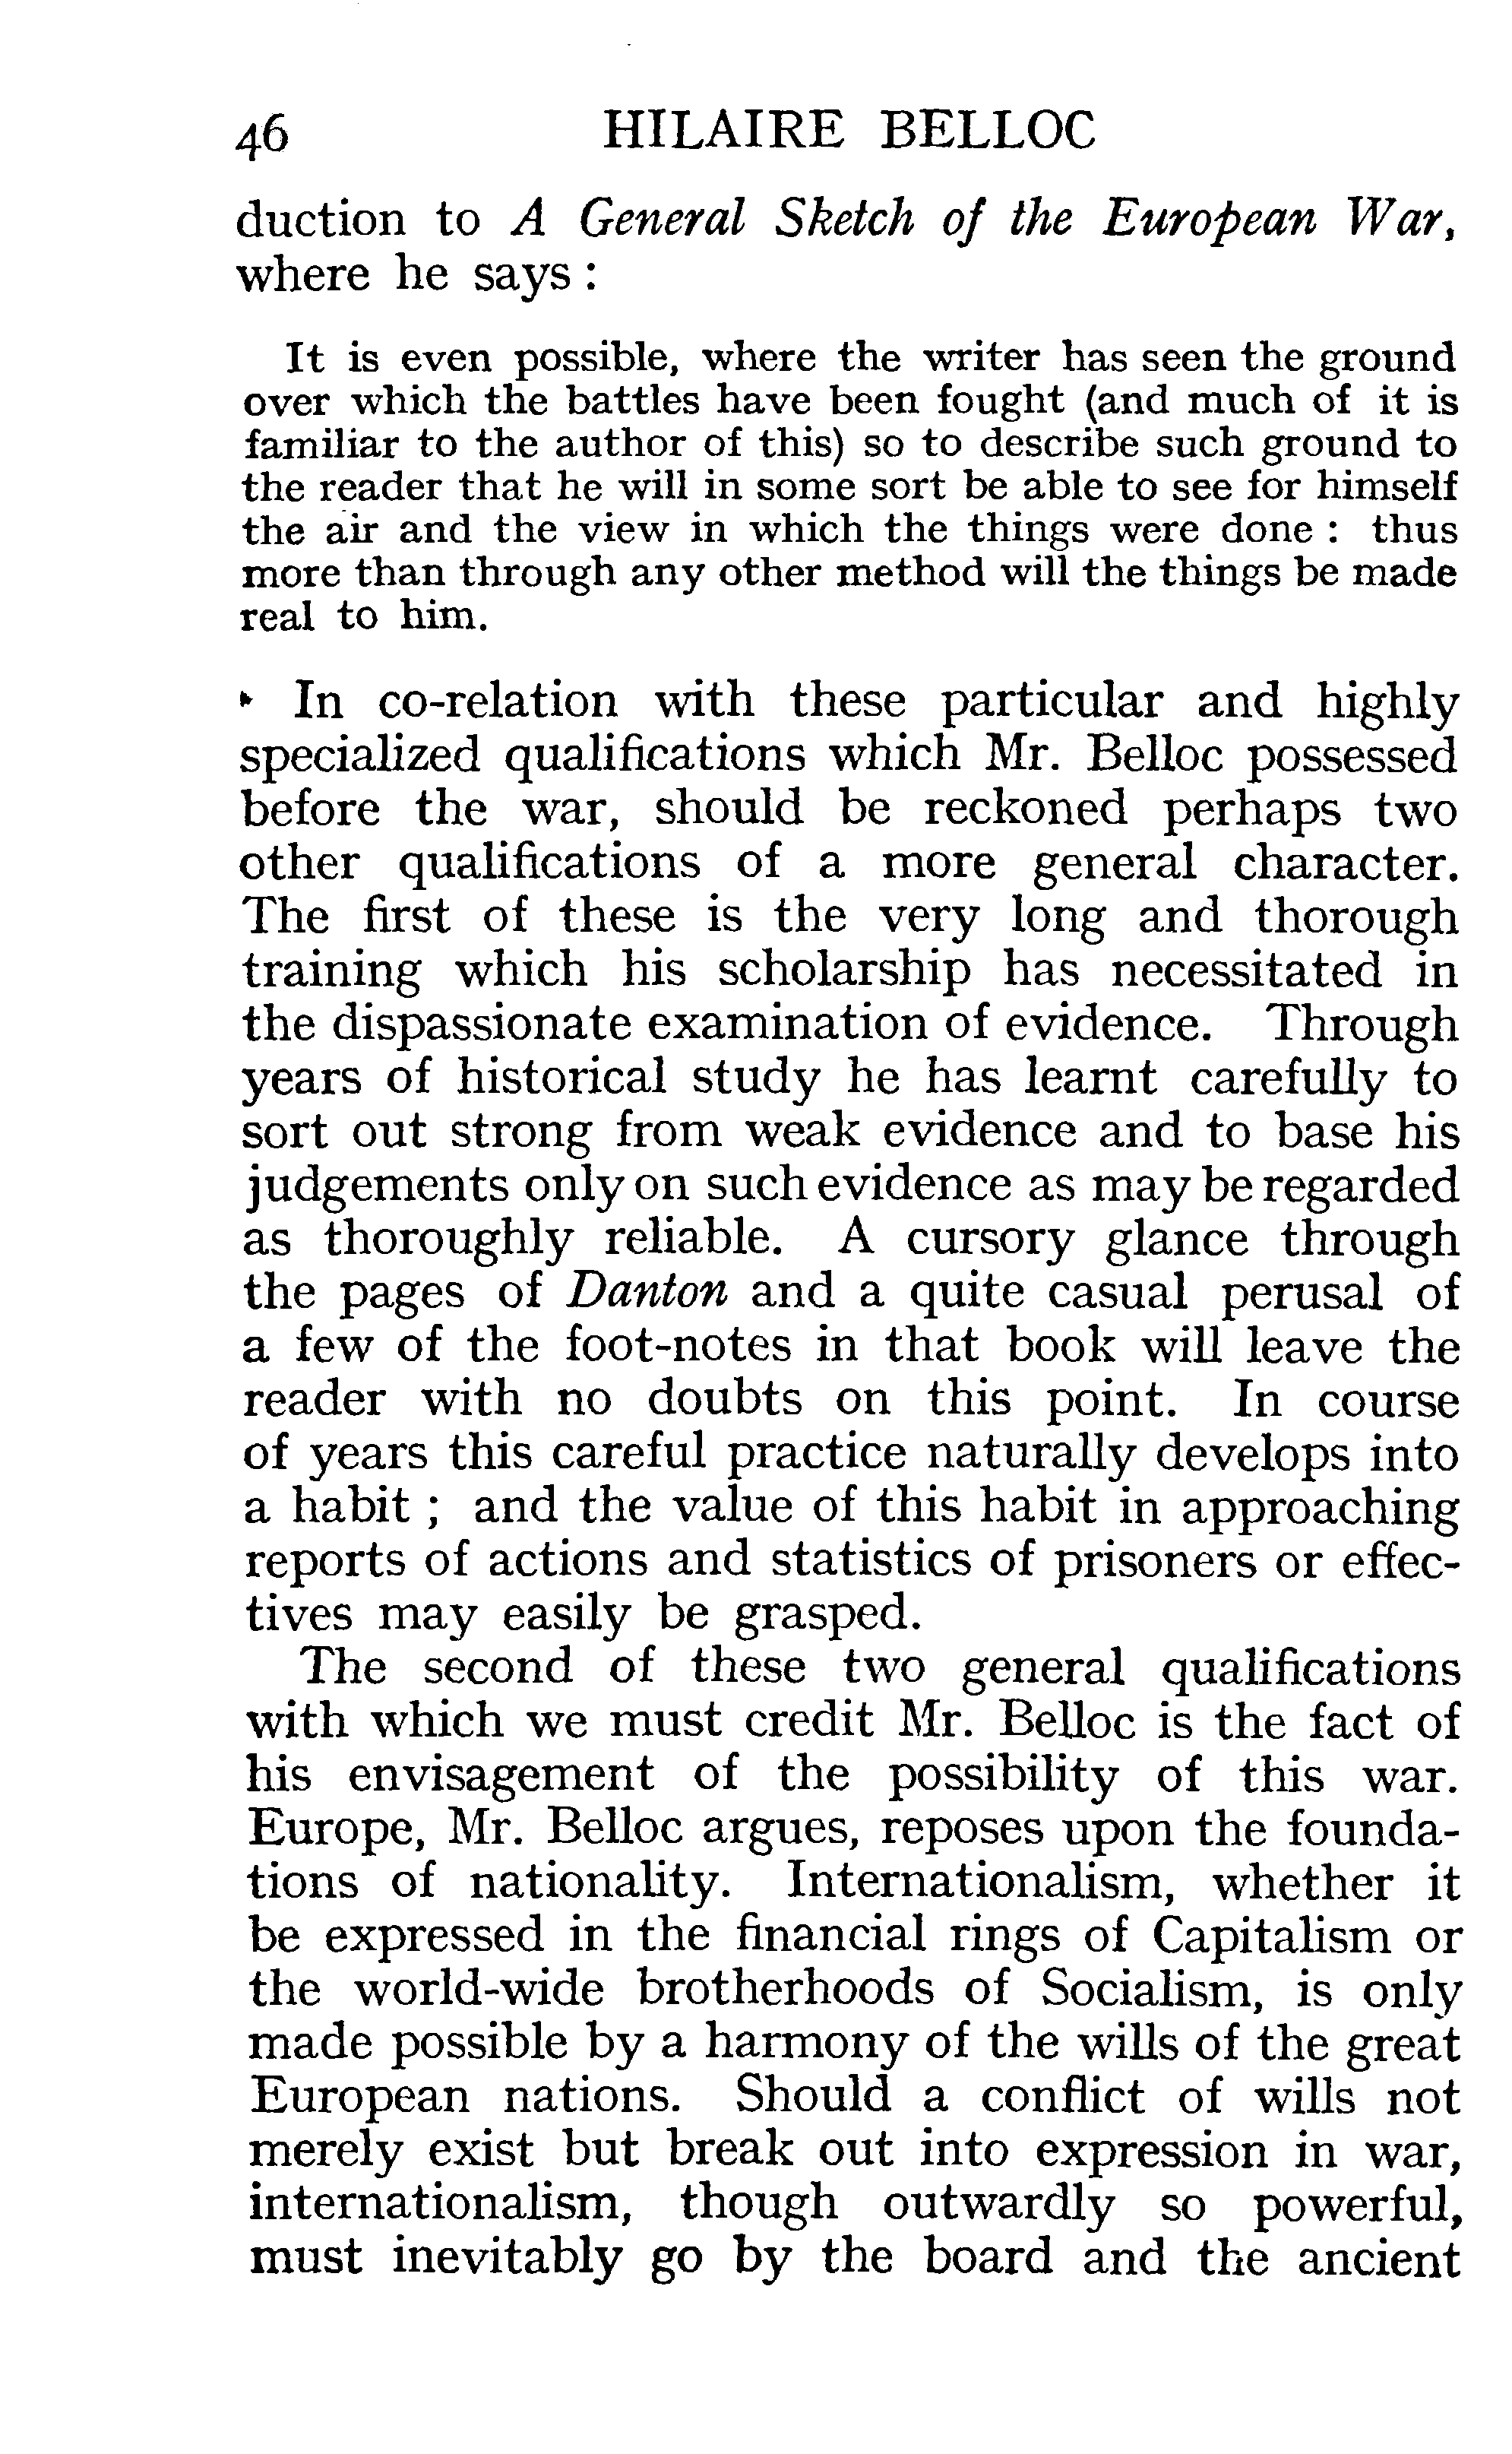 46 HILAIRE BELLOC
duction to A General Sketch of the European War,
where he says :
It is even possible, where the writer has seen the ground
over which the battles have been fought (and much of it is
familiar to the author of this) so to describe such ground to
the reader that he will in some sort be able to see for himself
the air and the view in which the things were done : thus
more than through any other method will the things be made
real to him.
In co-relation with these particular and highly
specialized qualifications which Mr. Belloc possessed
before the war, should be reckoned perhaps two
other qualifications of a more general character.
The first of these is the very long and thorough
training which his scholarship has necessitated in
the dispassionate examination of evidence. Through
years of historical study he has learnt carefully to
sort out strong from weak evidence and to base his
judgements only on such evidence as may be regarded
as thoroughly reliable. A cursory glance through
the pages of Danton and a quite casual perusal of
a few of the foot-notes in that book will leave the
reader with no doubts on this point. In course
of years this careful practice naturally develops into
a habit ; and the value of this habit in approaching
reports of actions and statistics of prisoners or effec-
tives may easily be grasped.
The second of these two general qualifications
with which we must credit Mr. Belloc is the fact of
his envisagement of the possibility of this war.
Europe, Mr. Belloc argues, reposes upon the founda-
tions of nationality. Internationalism, whether it
be expressed in the financial rings of Capitalism or
the world-wide brotherhoods of Socialism, is only
made possible by a harmony of the wills of the great
European nations. Should a conflict of wills not
merely exist but break out into expression in war,
internationalism, though outwardly so powerful,
must inevitably go by the board and the ancient